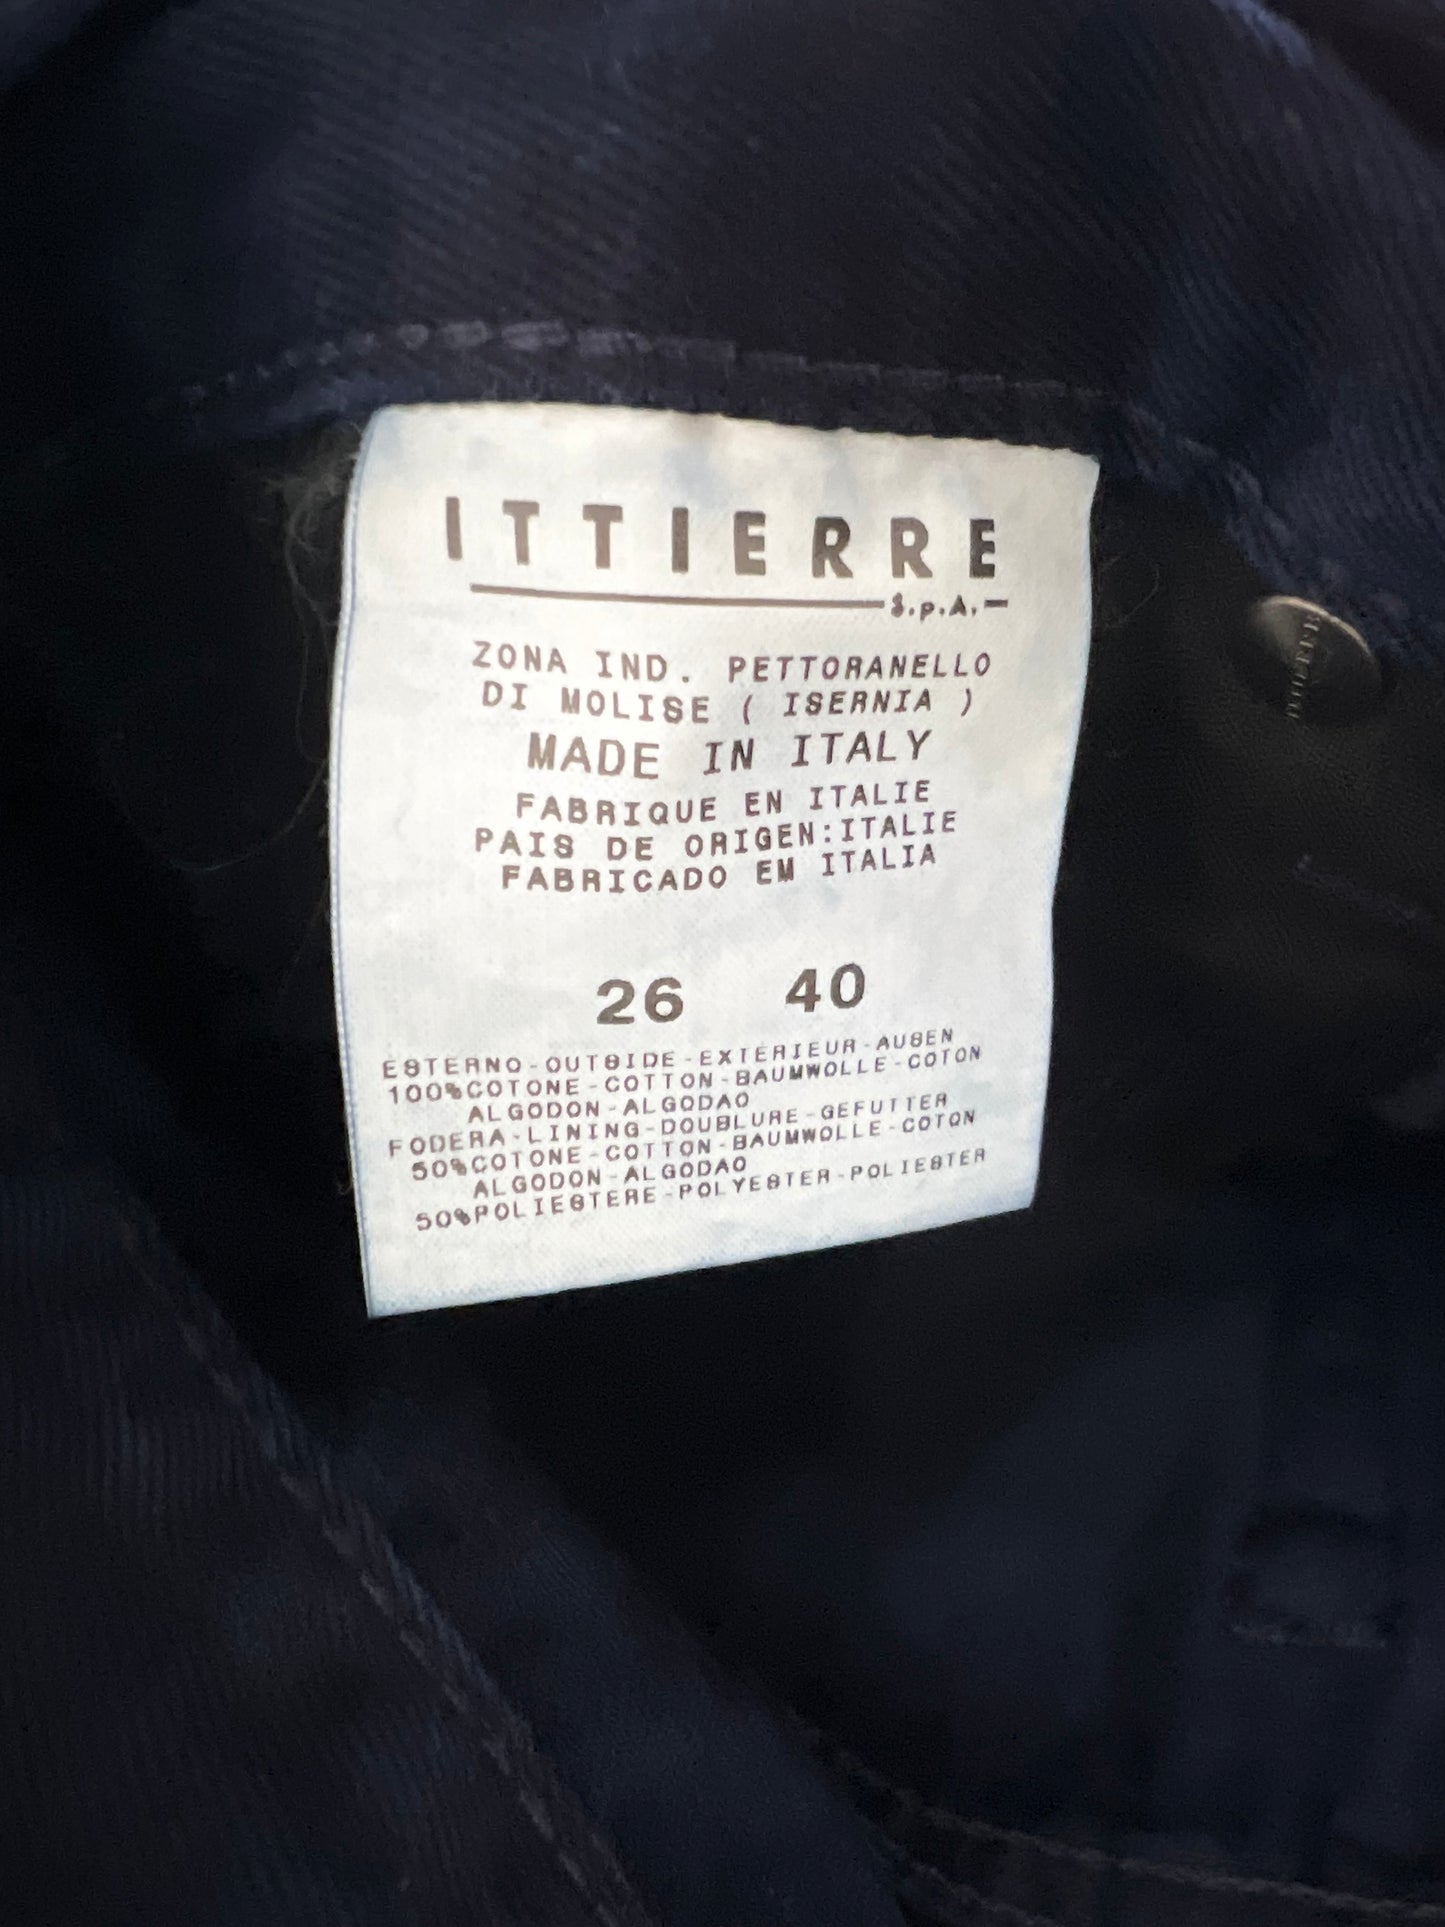 ITTIERRE
S.p.A.
ZONA IND. PETTORANELLO
DI MOLISE ( ISERNIA )
MADE IN ITALY
FABRIQUE EN ITALIE
PAIS DE ORIGEN:ITALIE
FABRICADO EM ITALIA
26 40
ESTERNO-OUTSIDE-EXTERIEUR-AUSEN
100%COTONE-COTTON-BAUMWOLLE-COTON
ALGODON-ALGODAO
FODERA-LINING-DOUBLURE-GEFUTTER
50%COTONE-COTTON-BAUMWOLLE-COTON
ALGODON-ALGODAO
50%POLIESTERE-POLYESTER-POLIESTER